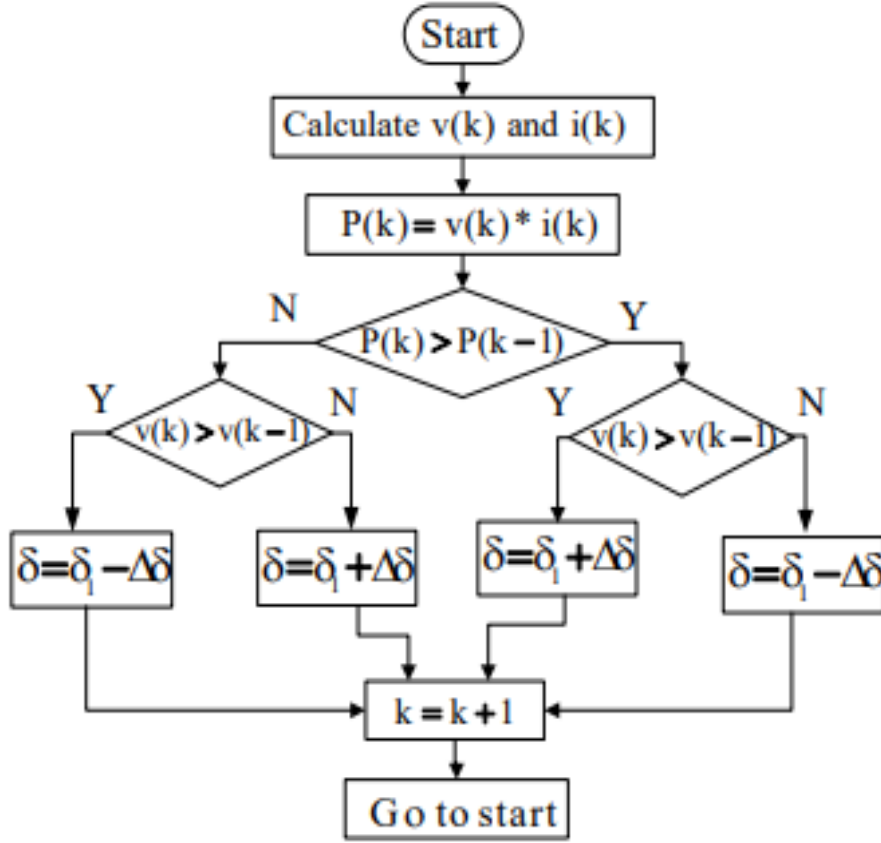 Start
Calculate v(k) and i(k)
P(k)= v(k)* i(k)
N
Y
P(k) > P(k−1)
Y
N
Y
N
v(k) > v(k−1)
v(k) > v(k−1)
δ=δ₁−Δδ
δ=δ₁+Δδ
δ=δ₁+Δδ
δ=δ₁−Δδ
k = k + 1
Go to start